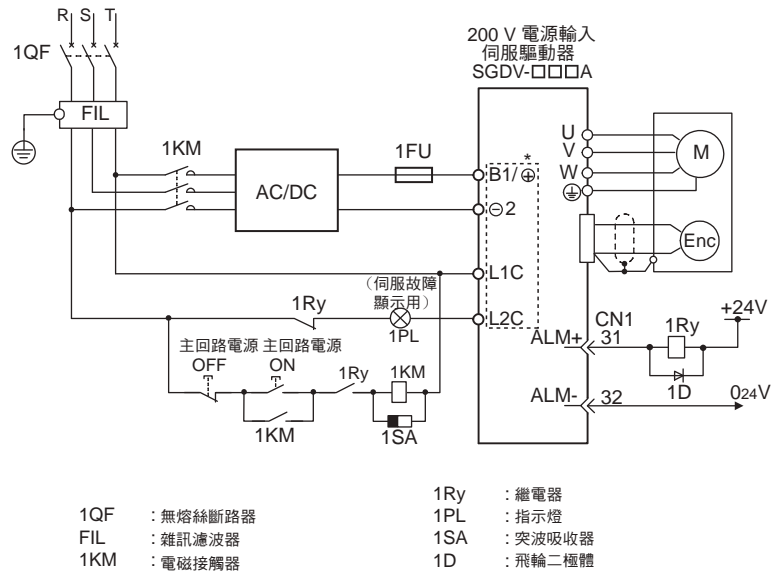 R S T
1QF
FIL
1KM
AC/DC
1FU
200 V 電源輸入
伺服驅動器
SGDV-□□□A
*
B1/⊕
⊖2
L1C
L2C
U
V
W
M
Enc
(伺服故障
顯示用)
1Ry
1PL
主回路電源 主回路電源
OFF ON
1Ry 1KM
1KM
1SA
CN1
ALM+ 31
1Ry
+24V
1D
ALM- 32
024V
1QF :無熔絲斷路器
FIL :雜訊濾波器
1KM :電磁接觸器
1Ry :繼電器
1PL :指示燈
1SA :突波吸收器
1D :飛輪二極體